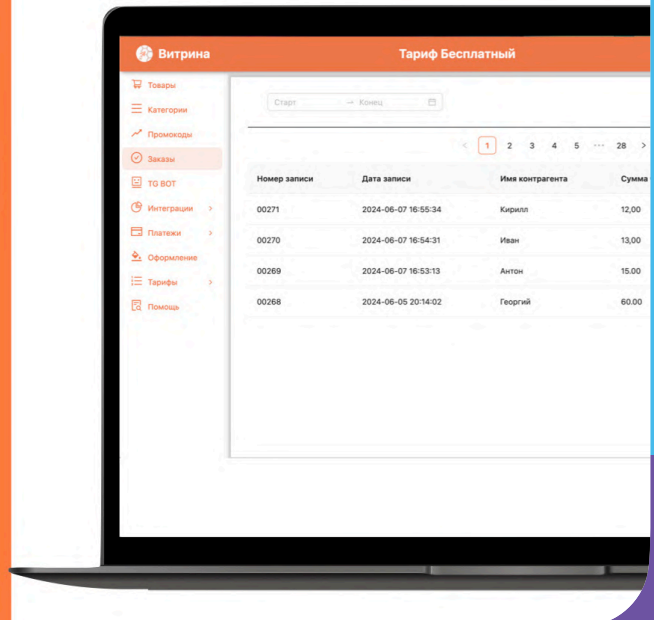 Витрина Тариф Бесплатный
Товары
Категории
Промокоды
Заказы
TG BOT
Интеграции >
Платежи >
Оформление
Тарифы >
Помощь
Старт → Конец
< 1 2 3 4 5 ··· 28 >
Номер записи Дата записи Имя контрагента Сумма
00271 2024-06-07 16:55:34 Кирилл 12,00
00270 2024-06-07 16:54:31 Иван 13,00
00269 2024-06-07 16:53:13 Антон 15.00
00268 2024-06-05 20:14:02 Георгий 60.00